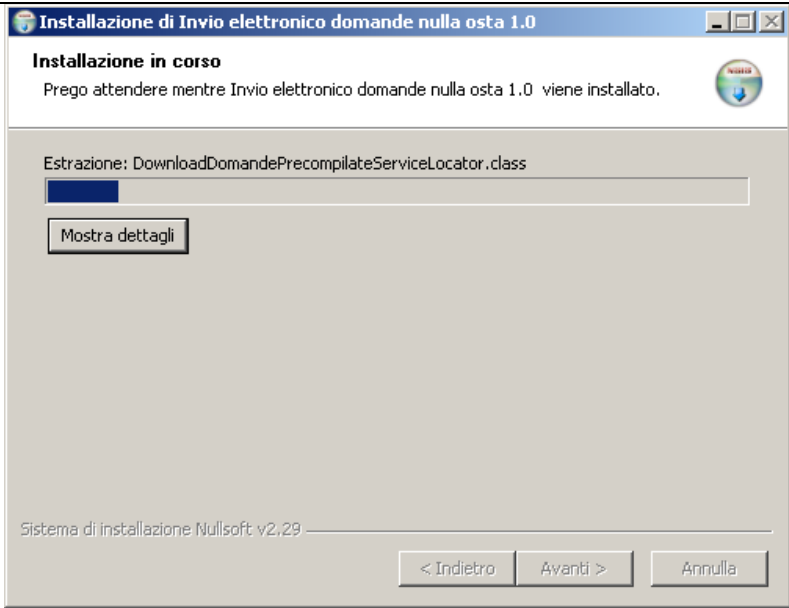 Installazione di Invio elettronico domande nulla osta 1.0
Installazione in corso
Prego attendere mentre Invio elettronico domande nulla osta 1.0 viene installato.
Estrazione: DownloadDomandePrecompilateServiceLocator.class
Mostra dettagli
Sistema di installazione Nullsoft v2.29
< Indietro Avanti > Annulla